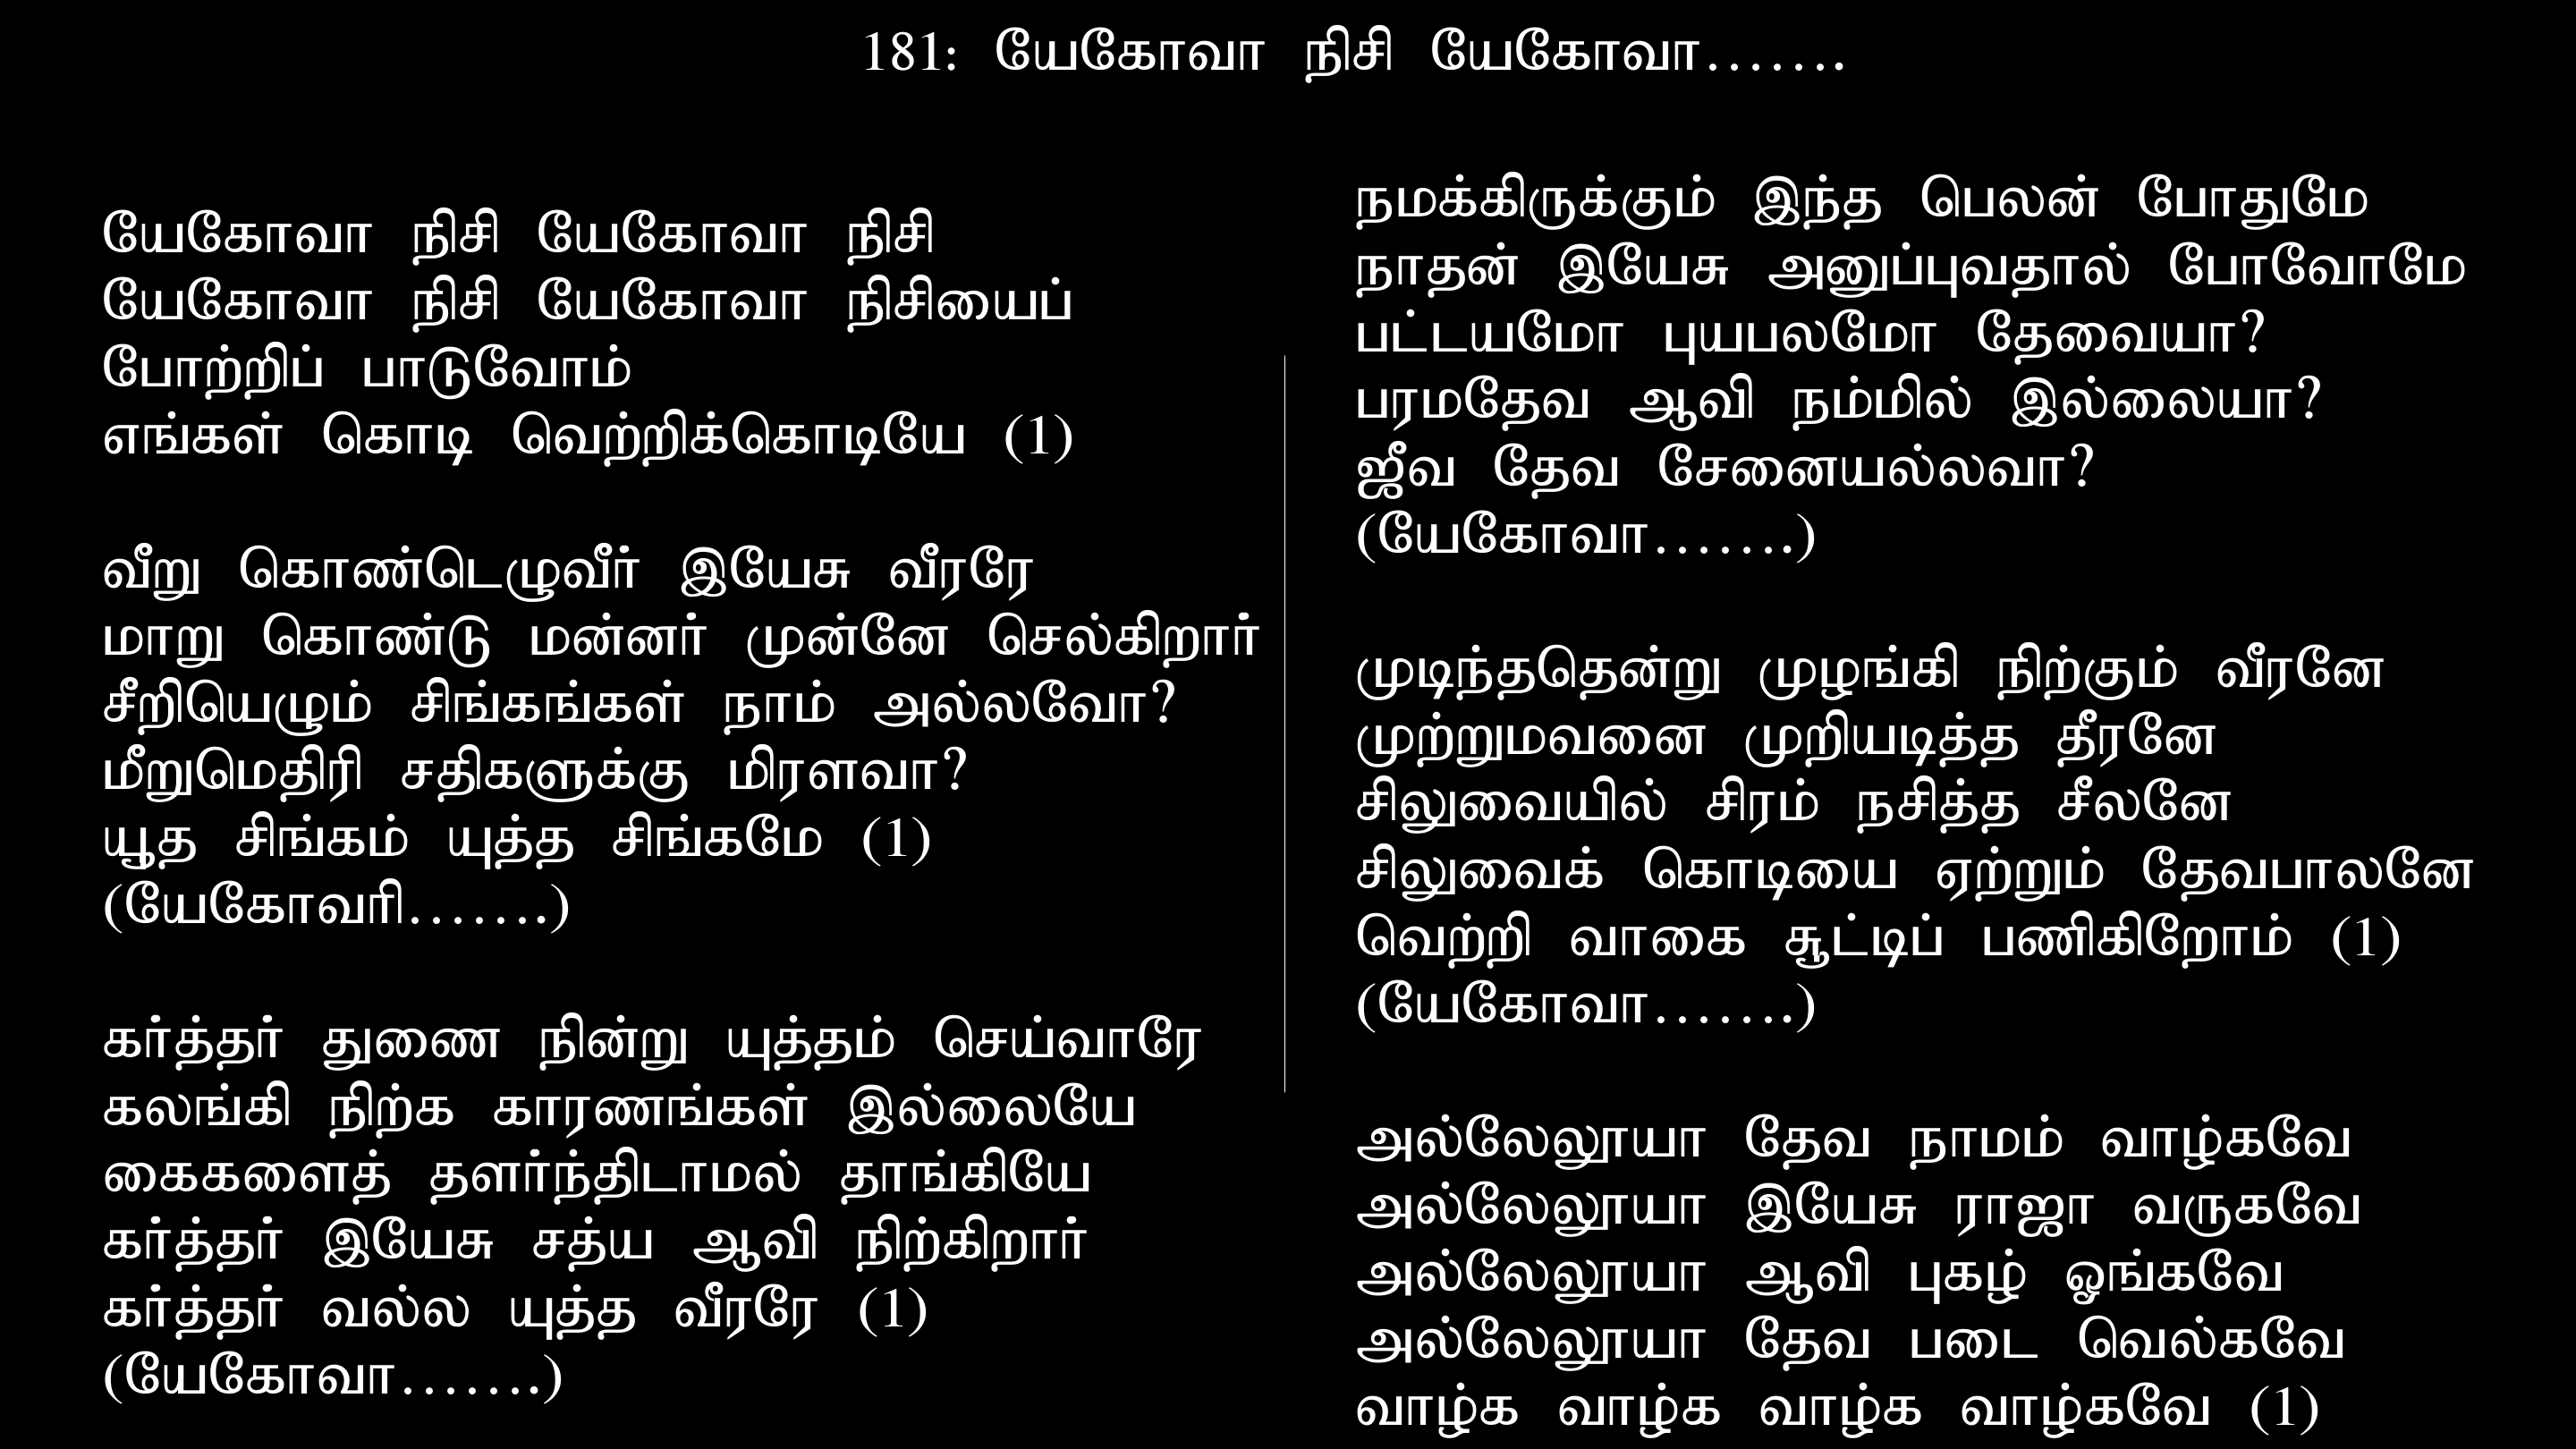 181: யேகோவா நிசி யேகோவா.......
யேகோவா நிசி யேகோவா நிசி
யேகோவா நிசி யேகோவா நிசியைப்
போற்றிப் பாடுவோம்
எங்கள் கொடி வெற்றிக்கொடியே (1)
வீறு கொண்டெழுவீர் இயேசு வீரரே
மாறு கொண்டு மன்னர் முன்னே செல்கிறார்
சீறியெழும் சிங்கங்கள் நாம் அல்லவோ?
மீறுமெதிரி சதிகளுக்கு மிரளவா?
யூத சிங்கம் யுத்த சிங்கமே (1)
(யேகோவரி.......)
கர்த்தர் துணை நின்று யுத்தம் செய்வாரே
கலங்கி நிற்க காரணங்கள் இல்லையே
கைகளைத் தளர்ந்திடாமல் தாங்கியே
கர்த்தர் இயேசு சத்ய ஆவி நிற்கிறார்
கர்த்தர் வல்ல யுத்த வீரரே (1)
(யேகோவா.......)
நமக்கிருக்கும் இந்த பெலன் போதுமே
நாதன் இயேசு அனுப்புவதால் போவோமே
பட்டயமோ புயபலமோ தேவையா?
பரமதேவ ஆவி நம்மில் இல்லையா?
ஜீவ தேவ சேனையல்லவா?
(யேகோவா.......)
முடிந்ததென்று முழங்கி நிற்கும் வீரனே
முற்றுமவனை முறியடித்த தீரனே
சிலுவையில் சிரம் நசித்த சீலனே
சிலுவைக் கொடியை ஏற்றும் தேவபாலனே
வெற்றி வாகை சூட்டிப் பணிகிறோம் (1)
(யேகோவா.......)
அல்லேலூயா தேவ நாமம் வாழ்கவே
அல்லேலூயா இயேசு ராஜா வருகவே
அல்லேலூயா ஆவி புகழ் ஓங்கவே
அல்லேலூயா தேவ படை வெல்கவே
வாழ்க வாழ்க வாழ்க வாழ்கவே (1)